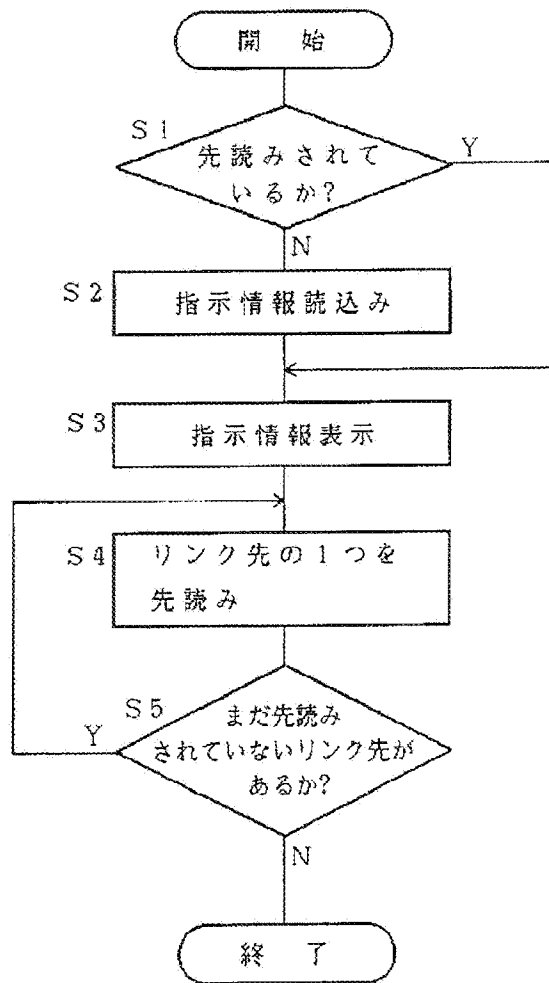 開 始
S1
先読みされて
いるか?
Y
N
S2
指示情報読込み
S3
指示情報表示
S4
リンク先の1つを
先読み
S5
まだ先読み
されていないリンク先が
あるか?
Y
N
終 了